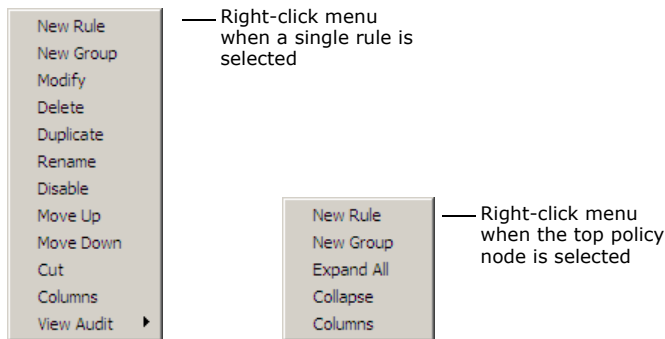 New Rule
New Group
Modify
Delete
Duplicate
Rename
Disable
Move Up
Move Down
Cut
Columns
View Audit
Right-click menu
when a single rule is
selected
New Rule
New Group
Expand All
Collapse
Columns
Right-click menu
when the top policy
node is selected